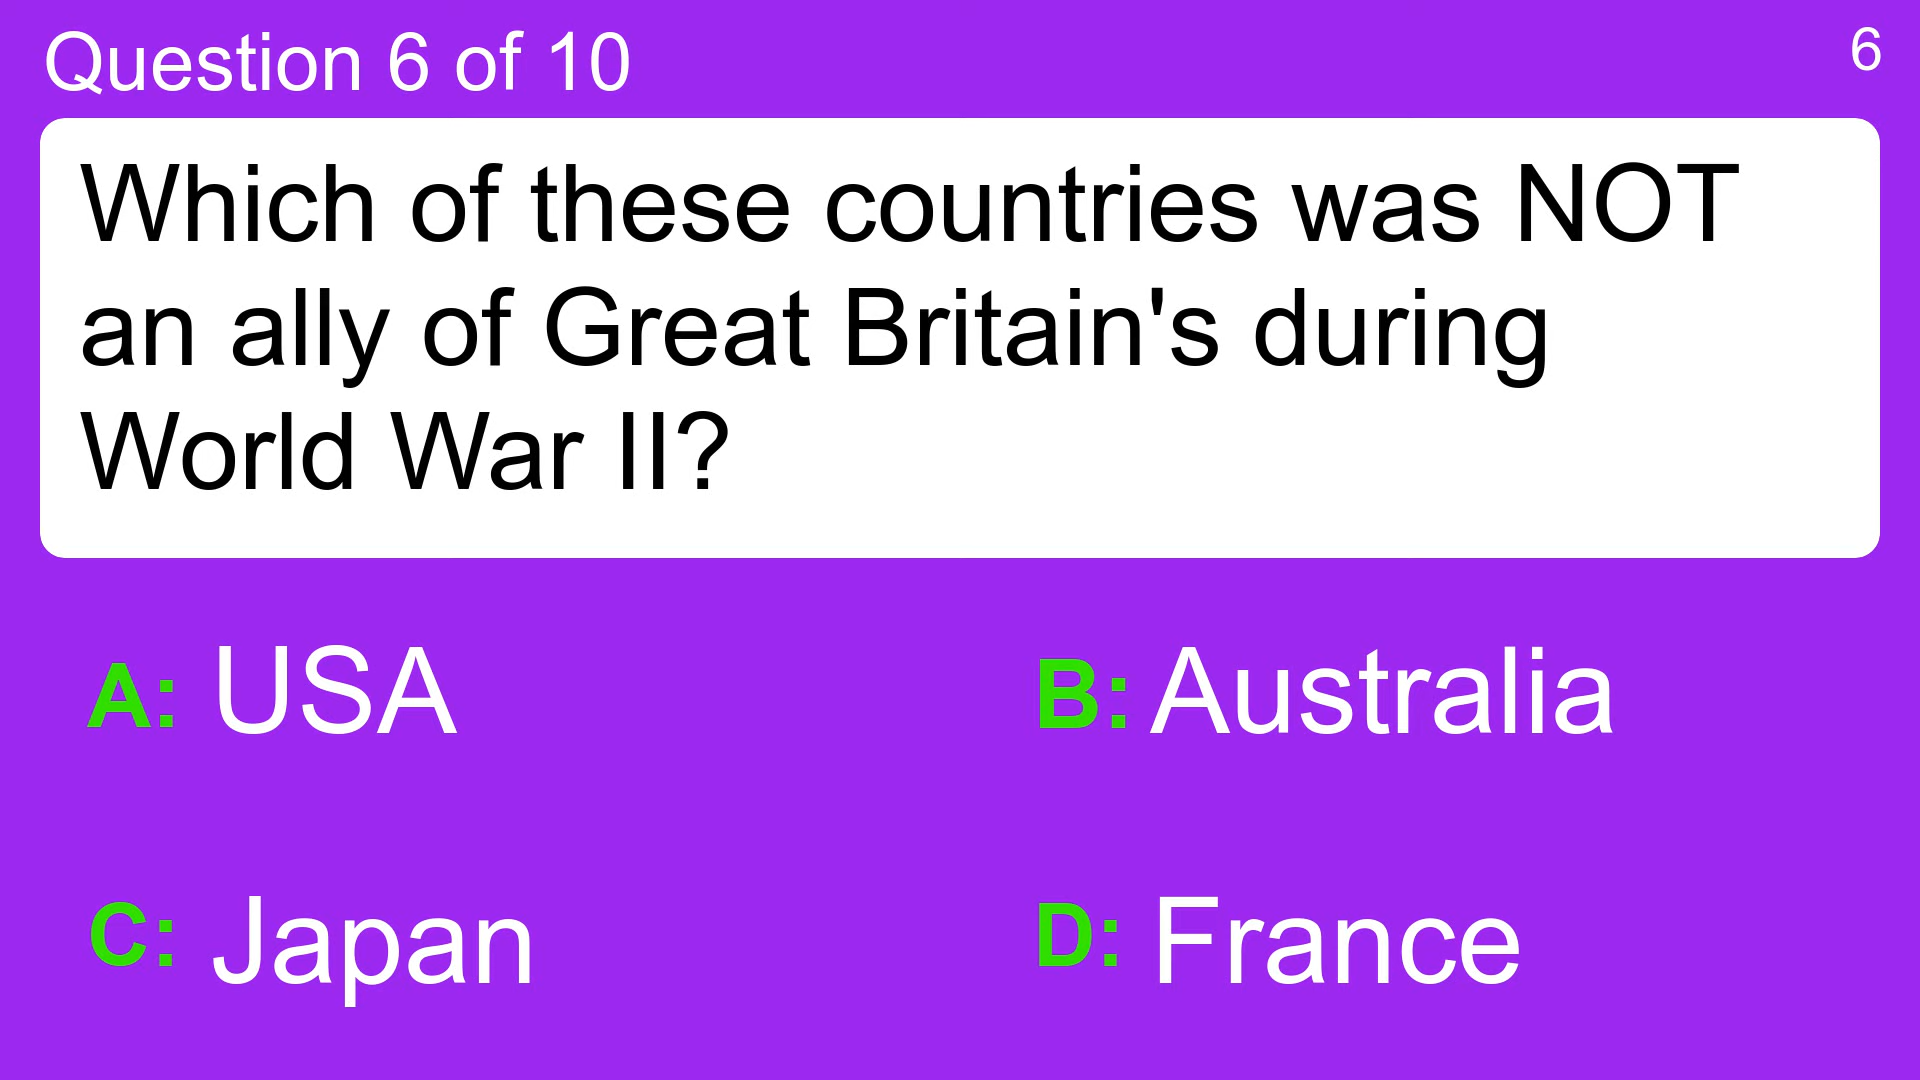 Question 6 of 10
6
Which of these countries was NOT
an ally of Great Britain's during
World War II?
A: USA
B: Australia
C: Japan
D: France